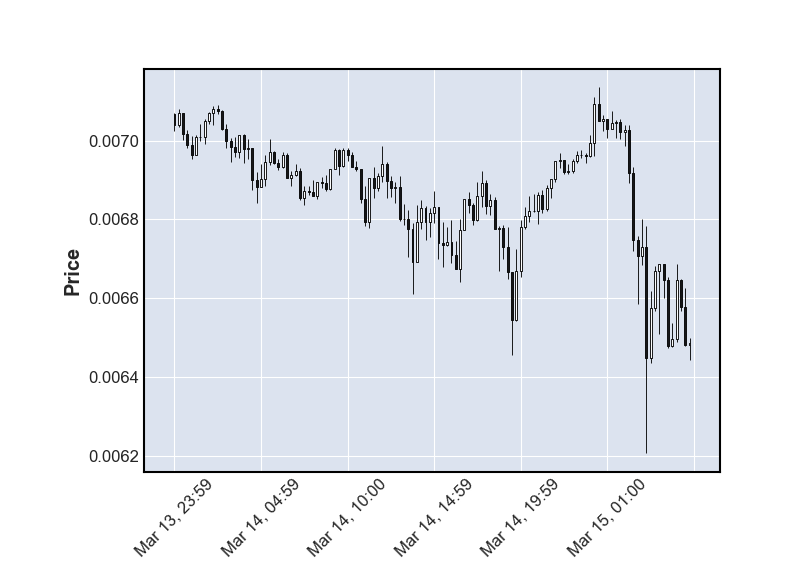 Price
0.0070
0.0068
0.0066
0.0064
0.0062
Mar 13, 23:59
Mar 14, 04:59
Mar 14, 10:00
Mar 14, 14:59
Mar 14, 19:59
Mar 15, 01:00